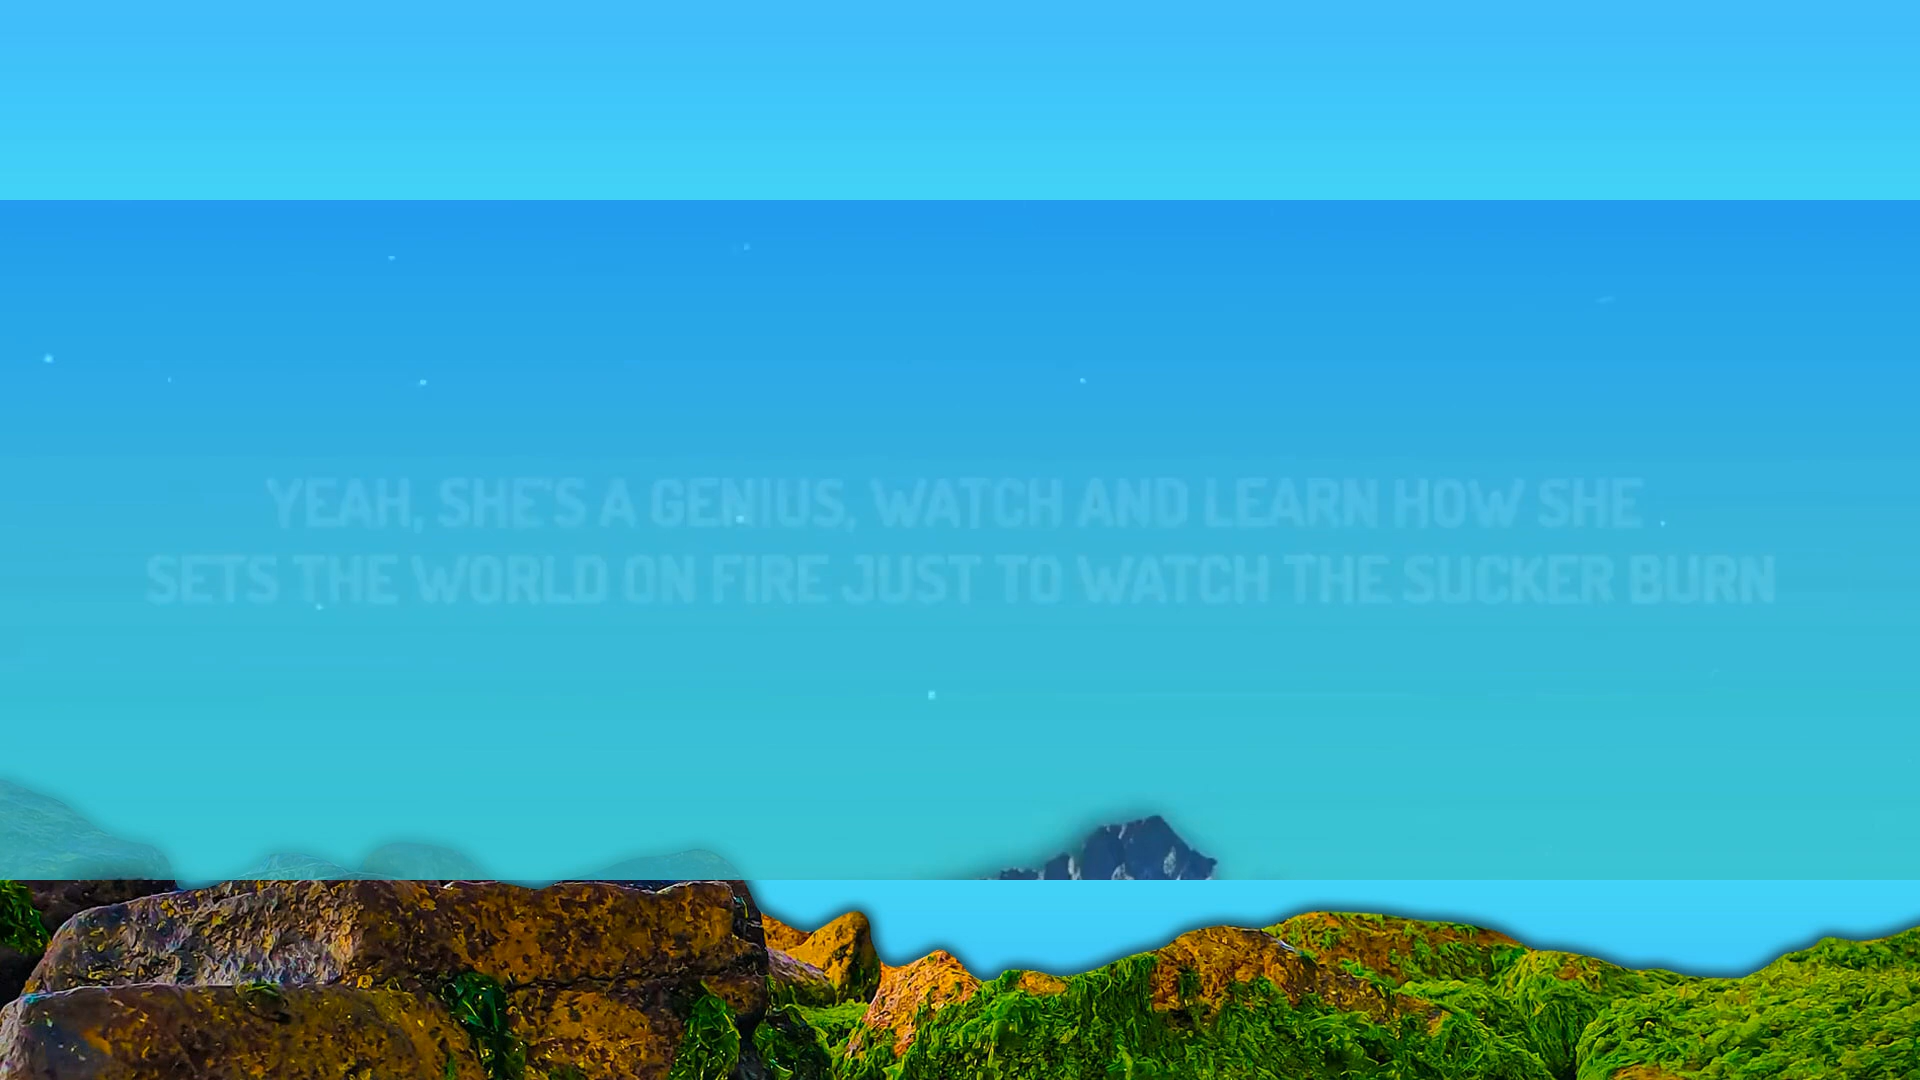 YEAH, SHE'S A GENIUS, WATCH AND LEARN HOW SHE
SETS THE WORLD ON FIRE JUST TO WATCH THE SUCKER BURN